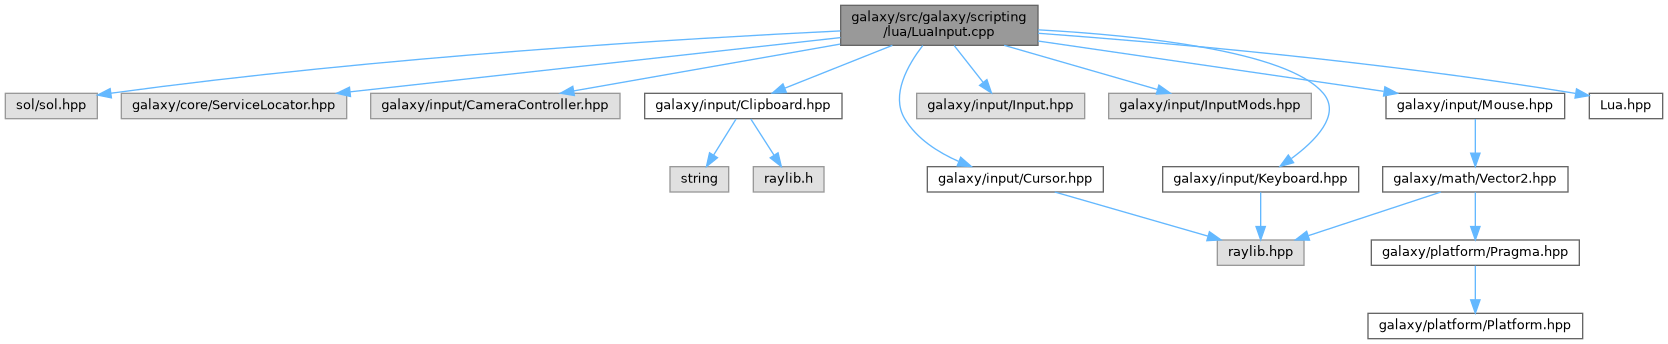 galaxy/src/galaxy/scripting
/lua/LuaInput.cpp
sol/sol.hpp
galaxy/core/ServiceLocator.hpp
galaxy/input/CameraController.hpp
galaxy/input/Clipboard.hpp
galaxy/input/Input.hpp
galaxy/input/InputMods.hpp
galaxy/input/Mouse.hpp
Lua.hpp
string
raylib.h
galaxy/input/Cursor.hpp
galaxy/input/Keyboard.hpp
galaxy/math/Vector2.hpp
raylib.hpp
galaxy/platform/Pragma.hpp
galaxy/platform/Platform.hpp